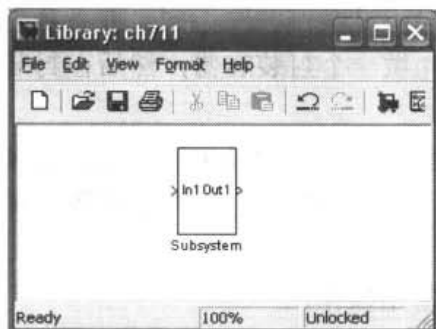 Library: ch711
File Edit View Format Help
In1 Out1
Subsystem
Ready 100% Unlocked